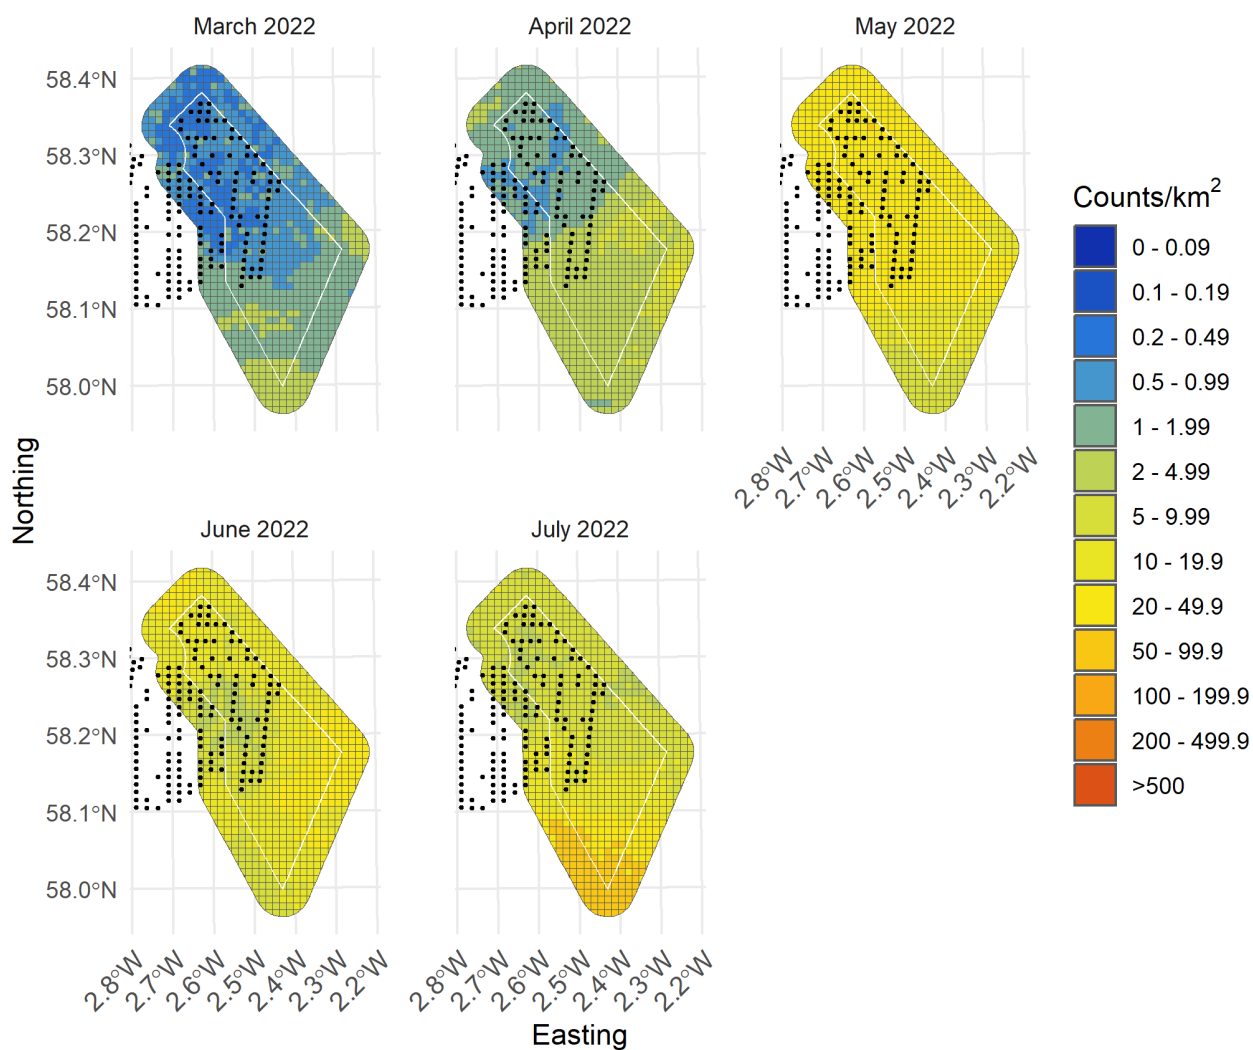 March 2022
April 2022
May 2022
58.4°N
58.3°N
58.2°N
58.1°N
58.0°N
2.8°W
2.7°W
2.6°W
2.5°W
2.4°W
2.3°W
2.2°W
Northing
June 2022
July 2022
58.4°N
58.3°N
58.2°N
58.1°N
58.0°N
2.8°W
2.7°W
2.6°W
2.5°W
2.4°W
2.3°W
2.2°W
2.8°W
2.7°W
2.6°W
2.5°W
2.4°W
2.3°W
2.2°W
Easting
Counts/km²
0 - 0.09
0.1 - 0.19
0.2 - 0.49
0.5 - 0.99
1 - 1.99
2 - 4.99
5 - 9.99
10 - 19.9
20 - 49.9
50 - 99.9
100 - 199.9
200 - 499.9
>500